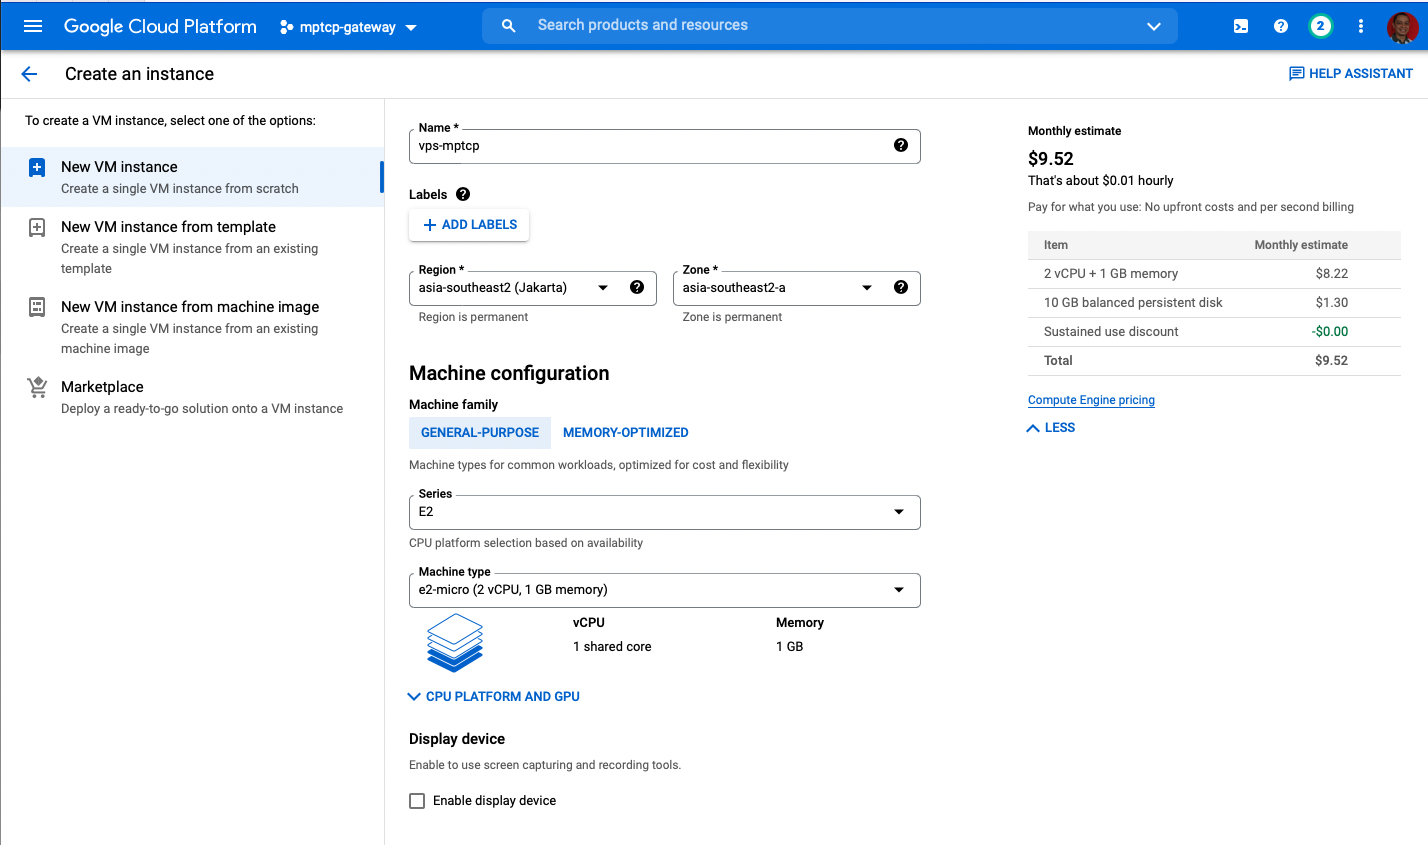 Google Cloud Platform
mptcp-gateway
Search products and resources
2
Create an instance
HELP ASSISTANT
To create a VM instance, select one of the options:
New VM instance
Create a single VM instance from scratch
New VM instance from template
Create a single VM instance from an existing
template
New VM instance from machine image
Create a single VM instance from an existing
machine image
Marketplace
Deploy a ready-to-go solution onto a VM instance
Name *
vps-mptcp
Labels
ADD LABELS
Region *
asia-southeast2 (Jakarta)
Region is permanent
Zone *
asia-southeast2-a
Zone is permanent
Machine configuration
Machine family
GENERAL-PURPOSE MEMORY-OPTIMIZED
Machine types for common workloads, optimized for cost and flexibility
Series
E2
CPU platform selection based on availability
Machine type
e2-micro (2 vCPU, 1 GB memory)
vCPU Memory
1 shared core 1 GB
CPU PLATFORM AND GPU
Display device
Enable to use screen capturing and recording tools.
Enable display device
Monthly estimate
$9.52
That's about $0.01 hourly
Pay for what you use: No upfront costs and per second billing
Item Monthly estimate
2 vCPU + 1 GB memory $8.22
10 GB balanced persistent disk $1.30
Sustained use discount -$0.00
Total $9.52
Compute Engine pricing
LESS